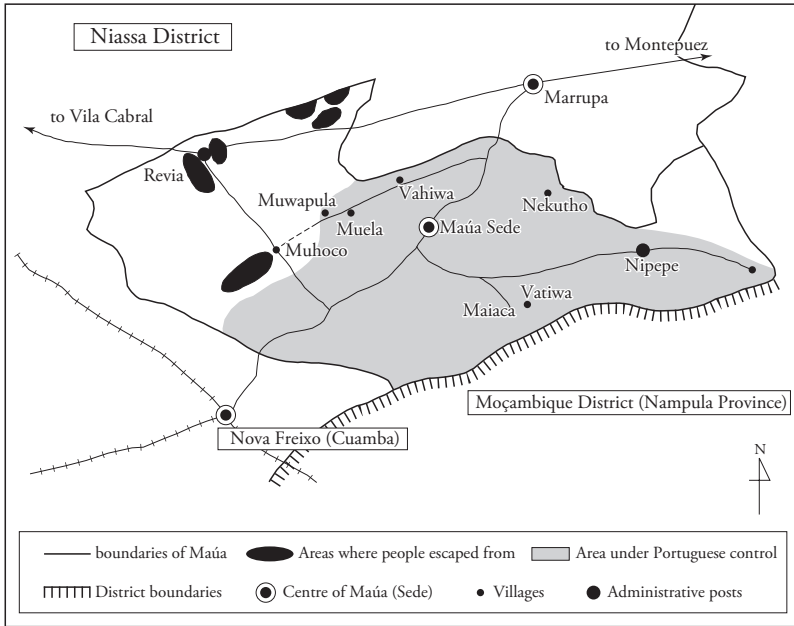 Niassa District
to Montepuez
Marrupa
to Vila Cabral
Revia
Vahiwa
Muwapula
Nekutho
Muela
Maúa Sede
Muhoco
Nipepe
Vatiwa
Maiaca
Moçambique District (Nampula Province)
Nova Freixo (Cuamba)
N
boundaries of Maúa
Areas where people escaped from
Area under Portuguese control
District boundaries
Centre of Maúa (Sede)
Villages
Administrative posts